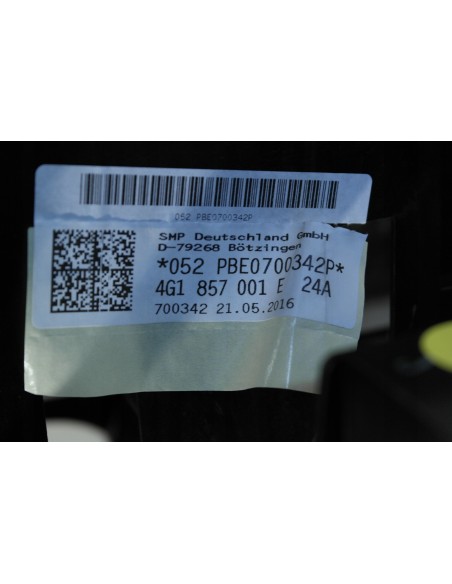 052 PBE0700342P
SMP Deutschland GmbH
D-79268 Bötzingen
*052 PBE0700342P*
4G1 857 001 E 24A
700342 21.05.2016